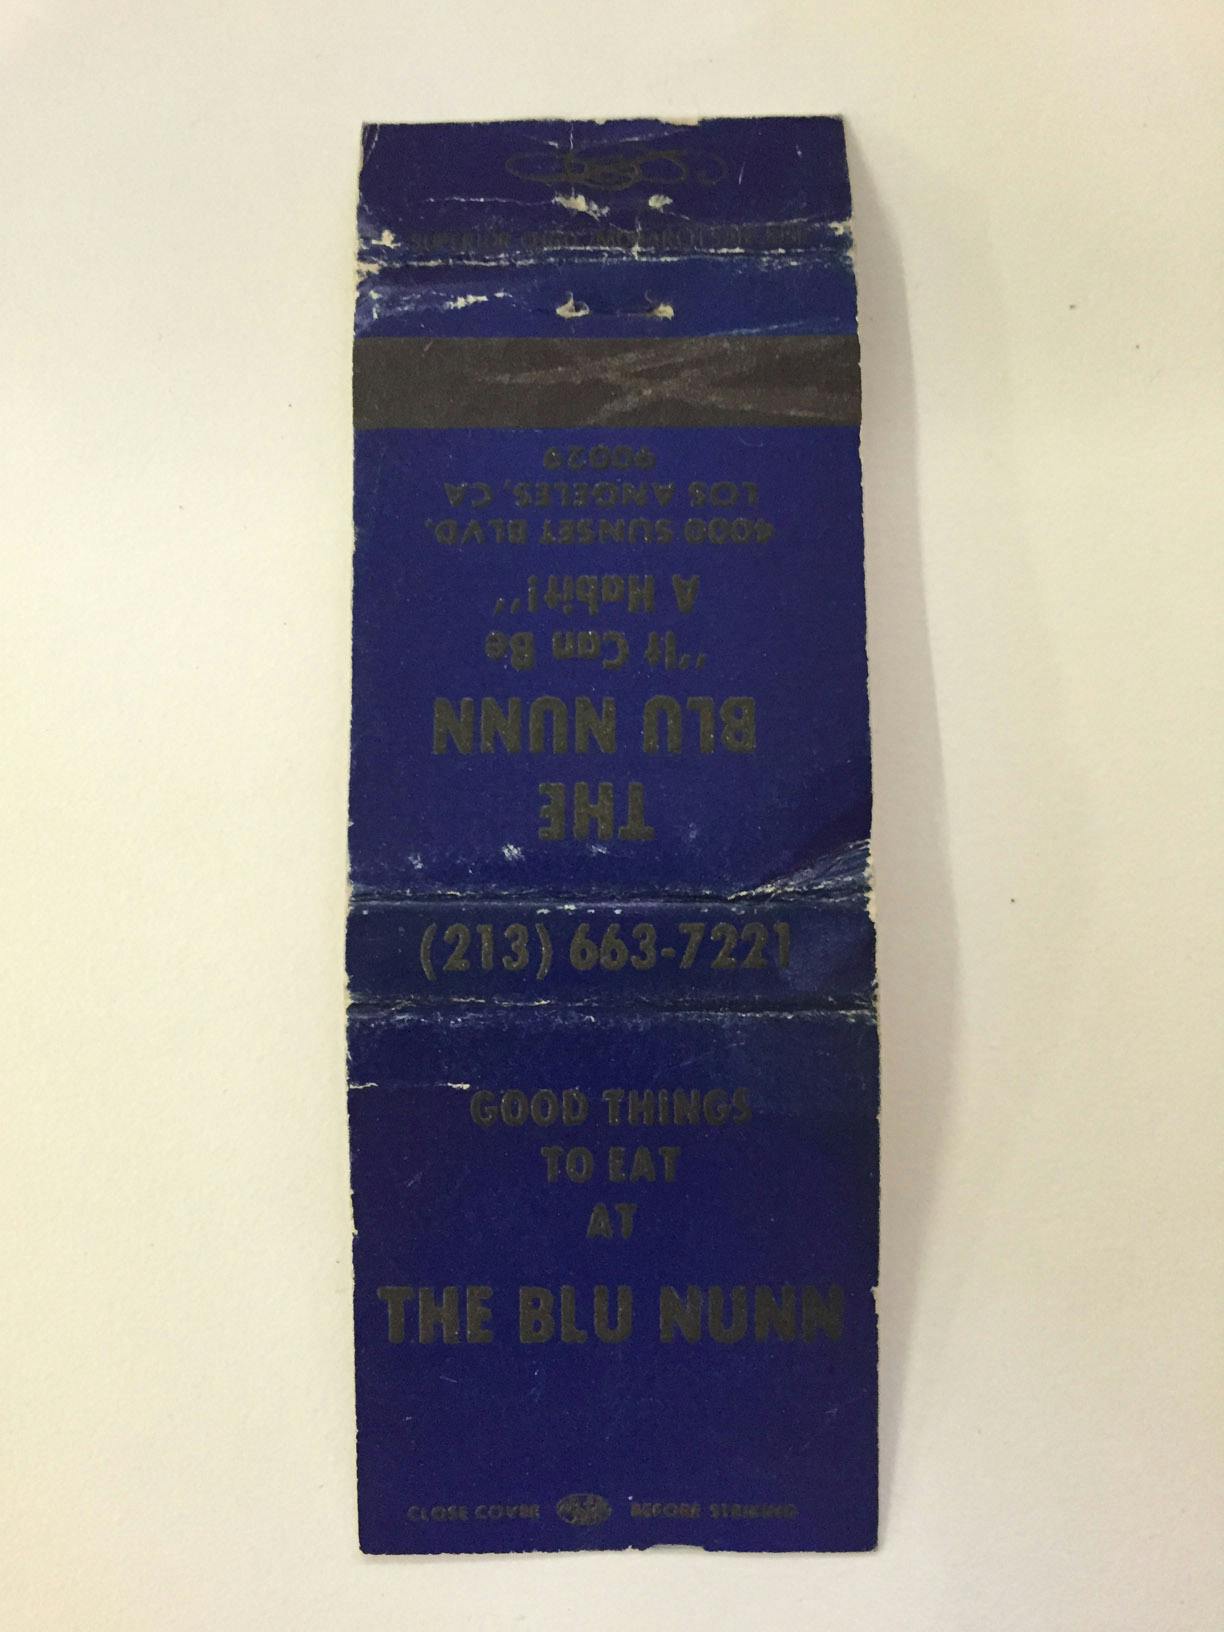 90029
LOS ANGELES, CA
4000 SUNSET BLVD.
A Habit!"
"It Can Be
BLU NUNN
THE
(213) 663-7221
GOOD THINGS
TO EAT
AT
THE BLU NUNN
CLOSE COVER BEFORE STRIKING